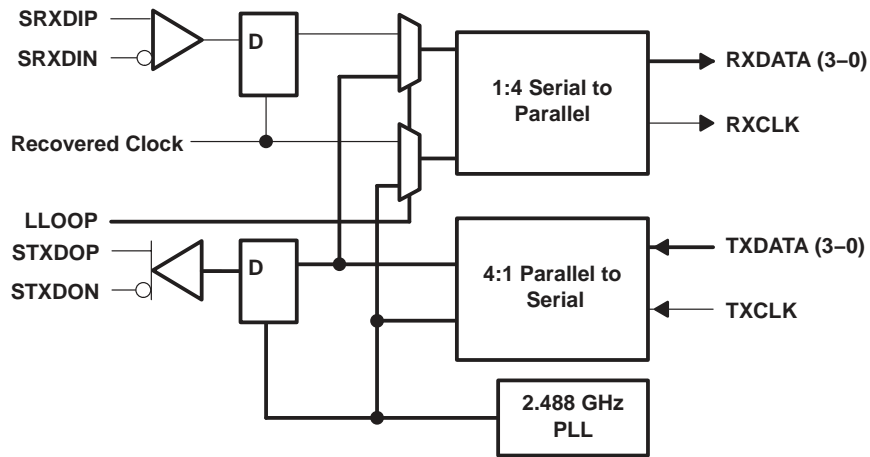 SRXDIP
SRXDIN
D
1:4 Serial to
Parallel
RXDATA (3–0)
RXCLK
Recovered Clock
LLOOP
STXDOP
STXDON
D
4:1 Parallel to
Serial
TXDATA (3–0)
TXCLK
2.488 GHz
PLL